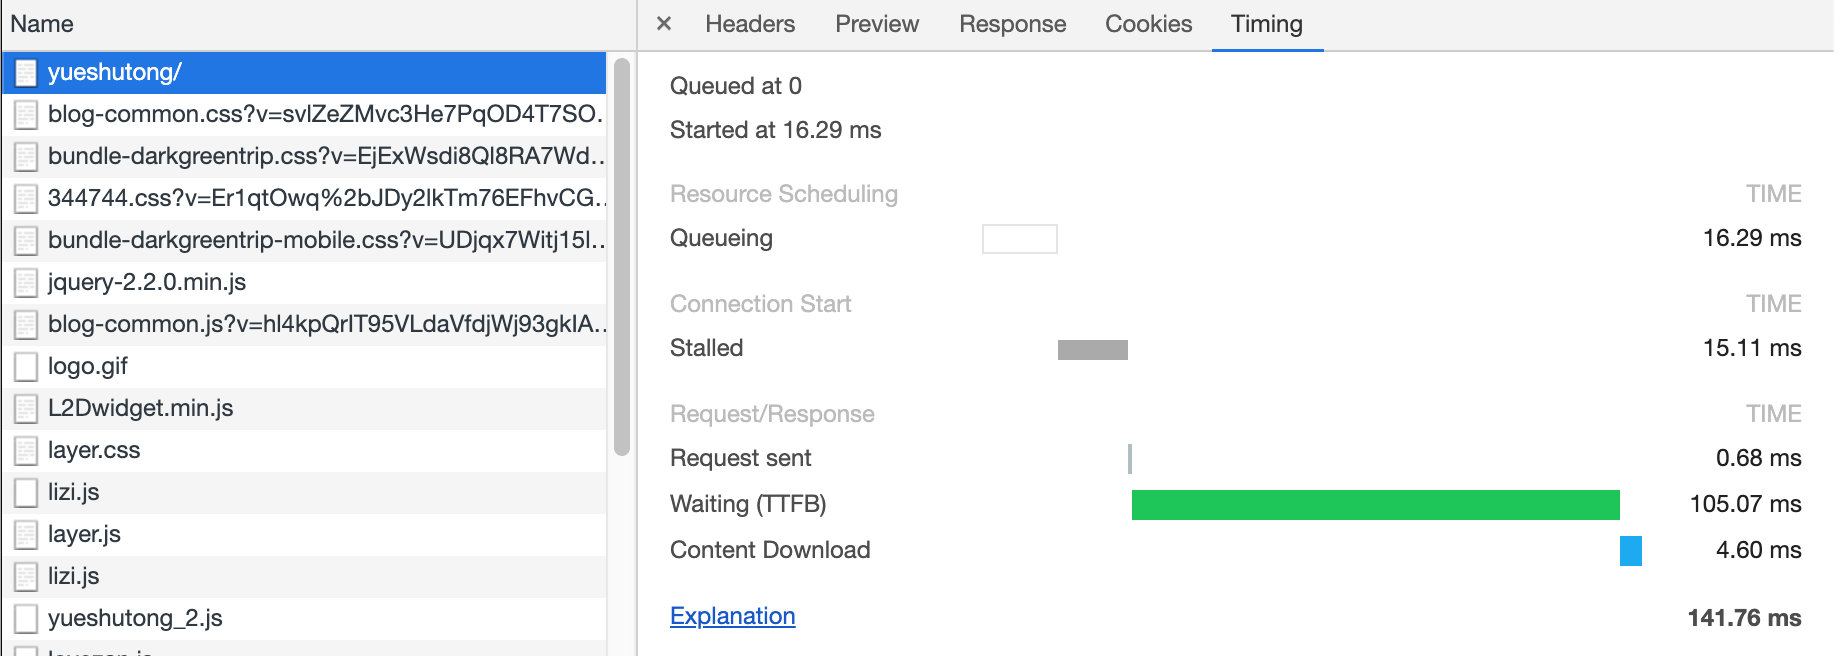 Name
yueshutong/
blog-common.css?v=svlZeZMvc3He7PqOD4T7SO.
bundle-darkgreentrip.css?v=EjExWsdi8Ql8RA7Wd..
344744.css?v=Er1qtOwq%2bJDy2lkTm76EFhvCG.
bundle-darkgreentrip-mobile.css?v=UDjqx7Witj15l..
jquery-2.2.0.min.js
blog-common.js?v=hl4kpQrIT95VLdaVfdjWj93gkIA..
logo.gif
L2Dwidget.min.js
layer.css
lizi.js
layer.js
lizi.js
yueshutong_2.js
× Headers Preview Response Cookies Timing
Queued at 0
Started at 16.29 ms
Resource Scheduling TIME
Queueing 16.29 ms
Connection Start TIME
Stalled 15.11 ms
Request/Response TIME
Request sent 0.68 ms
Waiting (TTFB) 105.07 ms
Content Download 4.60 ms
Explanation 141.76 ms